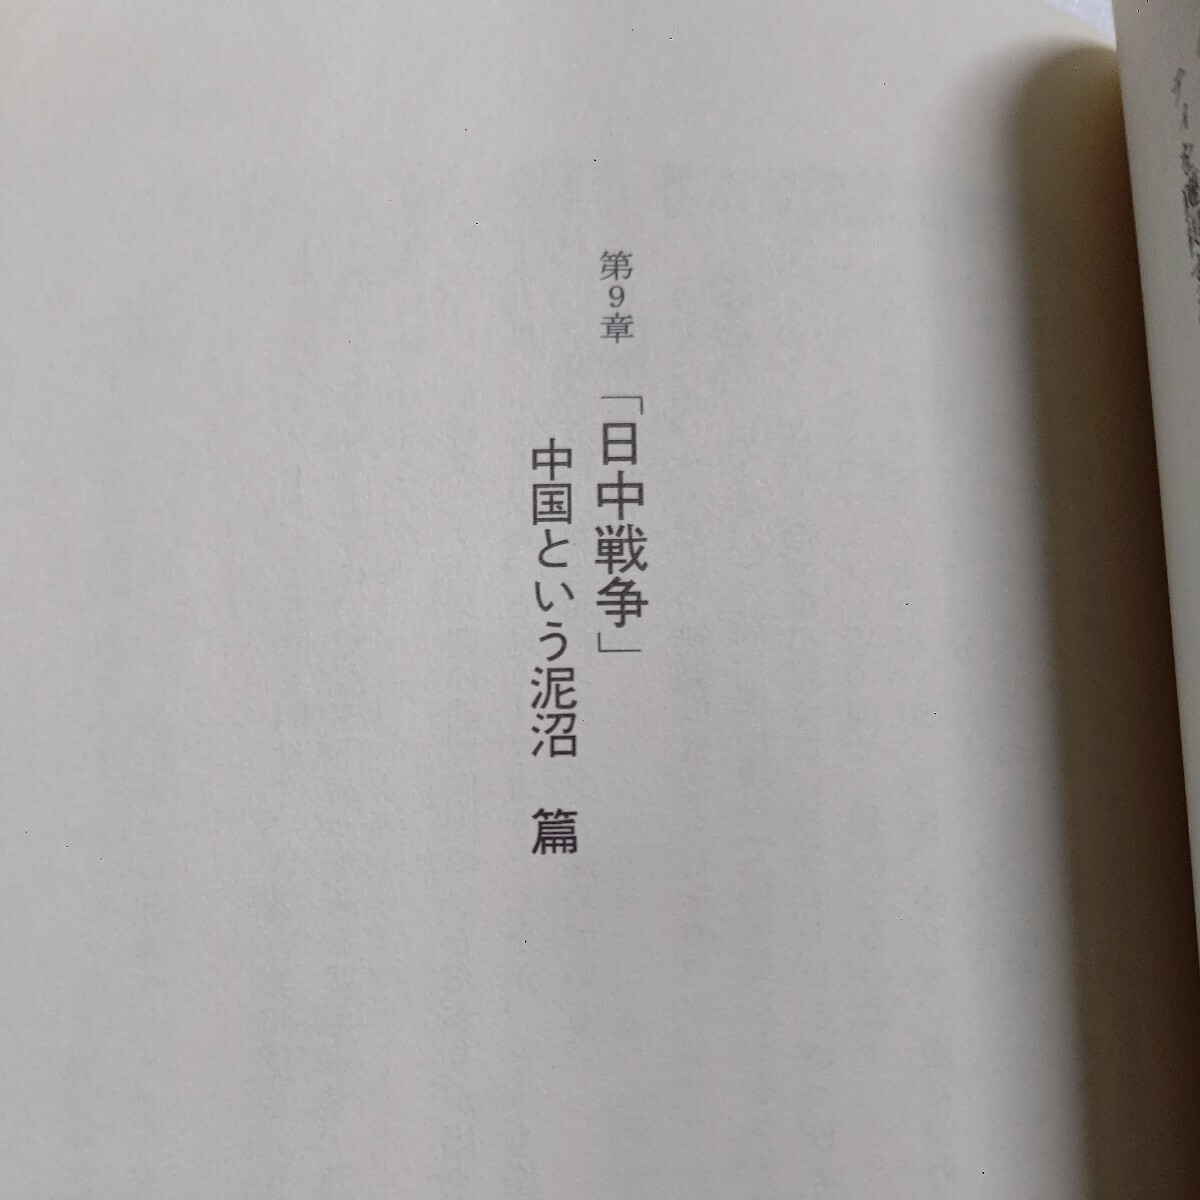 第9章 「日中戦争」
中国という泥沼 篇